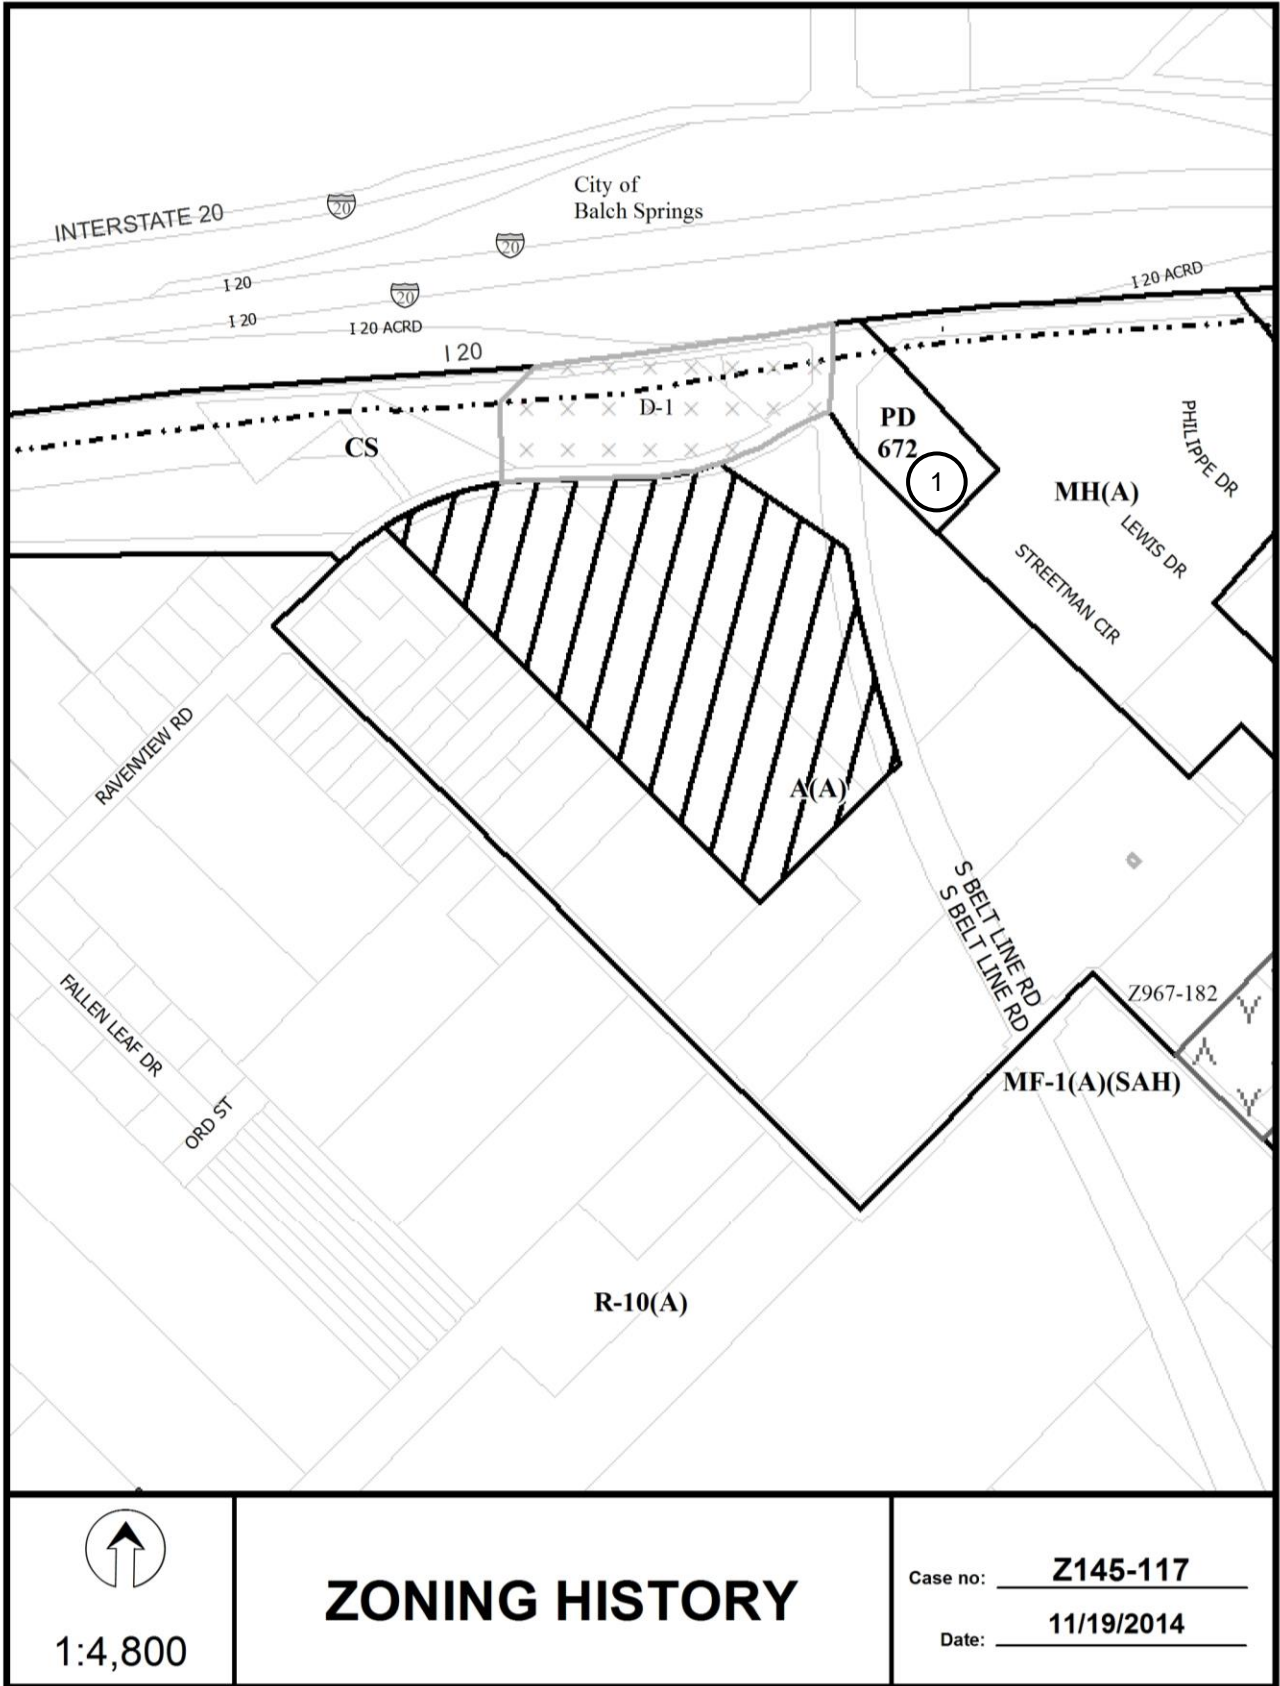 City of
Balch Springs
INTERSTATE 20
20
20
20
I 20
I 20
I 20 ACRD
I 20 ACRD
I 20
D-1
CS
PD
672
1
MH(A)
PHILIPPE DR
LEWIS DR
STREETMAN CIR
RAVENVIEW RD
A(A)
S BELT LINE RD
S BELT LINE RD
Z967-182
FALLEN LEAF DR
ORD ST
MF-1(A)(SAH)
R-10(A)
1:4,800
ZONING HISTORY
Case no: Z145-117
Date: 11/19/2014